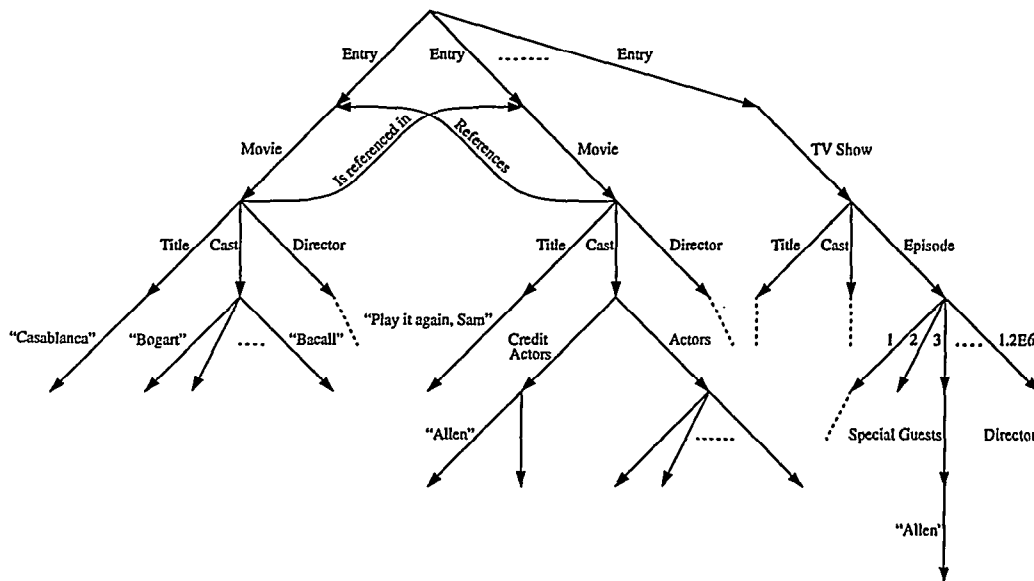 Entry Entry ....... Entry
Is referenced in
References
Movie Movie TV Show
Title Cast Director Title Cast Director Title Cast Episode
“Casablanca” “Bogart” .... “Bacall” “Play it again, Sam” 1 2 3 .... 1.2E6
Credit
Actors
Actors
“Allen” ....... Special Guests Director
“Allen’